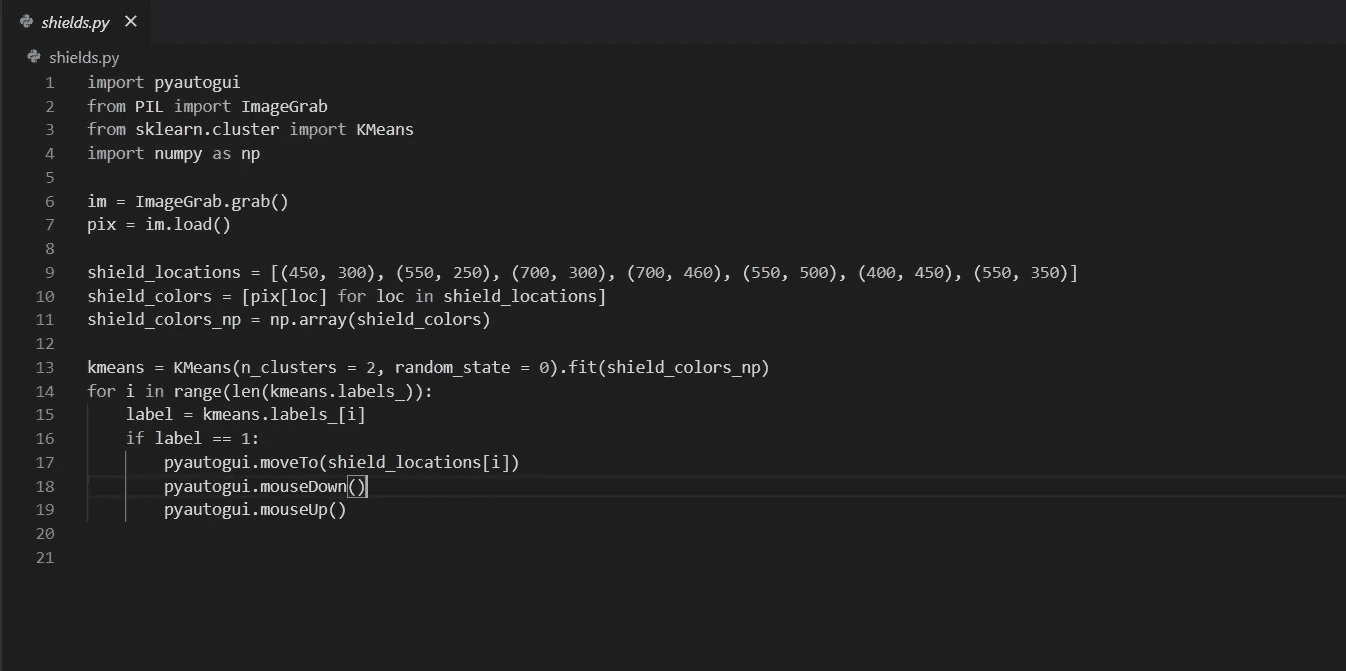 shields.py
shields.py
1 import pyautogui
2 from PIL import ImageGrab
3 from sklearn.cluster import KMeans
4 import numpy as np
5
6 im = ImageGrab.grab()
7 pix = im.load()
8
9 shield_locations = [(450, 300), (550, 250), (700, 300), (700, 460), (550, 500), (400, 450), (550, 350)]
10 shield_colors = [pix[loc] for loc in shield_locations]
11 shield_colors_np = np.array(shield_colors)
12
13 kmeans = KMeans(n_clusters = 2, random_state = 0).fit(shield_colors_np)
14 for i in range(len(kmeans.labels_)):
15     label = kmeans.labels_[i]
16     if label == 1:
17         pyautogui.moveTo(shield_locations[i])
18         pyautogui.mouseDown()
19         pyautogui.mouseUp()
20
21